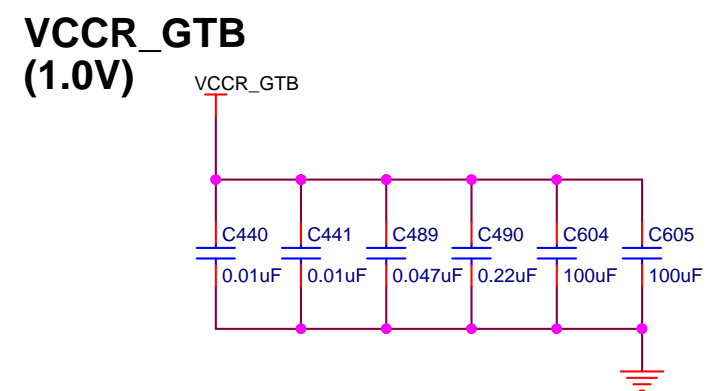 VCCR_GTB
(1.0V)
VCCR_GTB
C440 C441 C489 C490 C604 C605
0.01uF 0.01uF 0.047uF 0.22uF 100uF 100uF